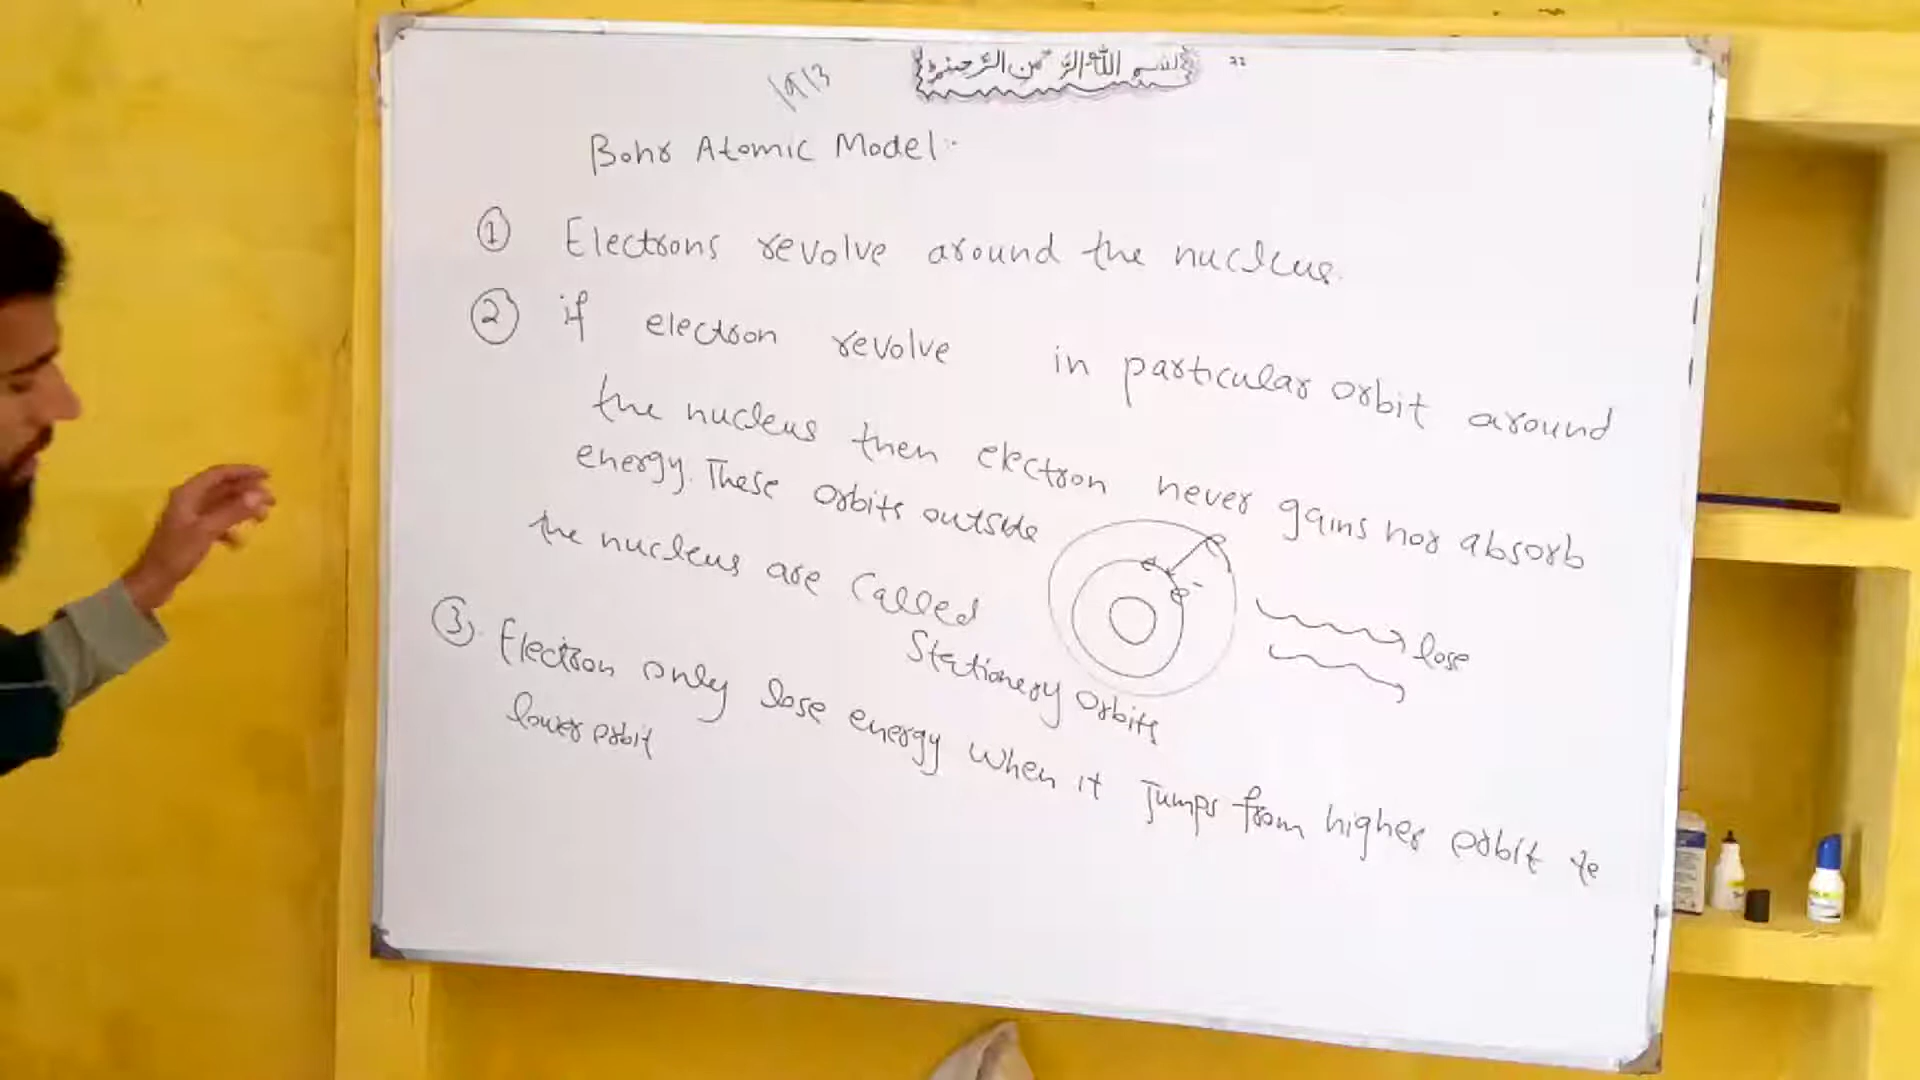 بسم الله الرحمن الرحيم
1913
Bohr Atomic Model:-
① Electrons revolve around the nucleus.
② if electron revolve in particular orbit around
the nucleus then electron never gains nor absorb
energy. These orbits outside
the nucleus are called
Stationery orbits
e
e
e-
lose
③. Electron only lose energy when it Jumps from higher orbit to
lower orbit